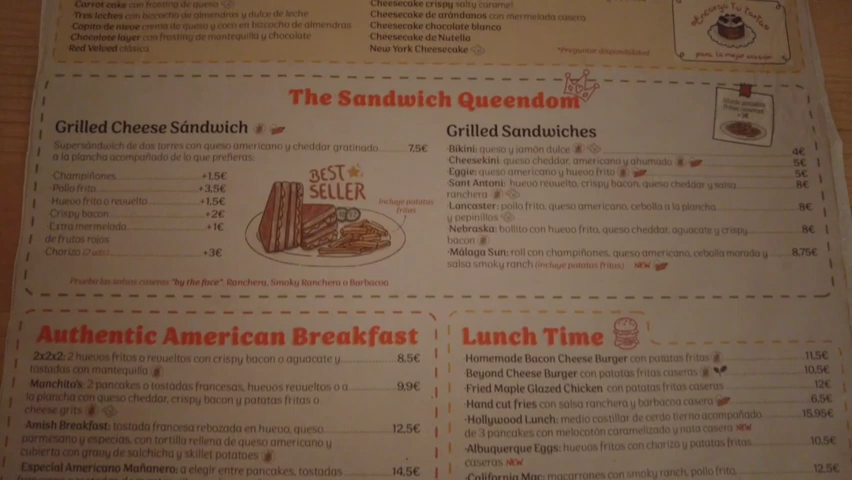 Carrot cake con frosting de queso
Tres leches con bizcocho de almendras y dulce de leche
Copito de nieve crema de queso y coco en bizcocho de almendras
Chocolate layer con frosting de mantequilla y chocolate
Red Velved clásica
Cheesecake crispy salty caramel
Cheesecake de arándanos con mermelada casera
Cheesecake chocolate blanco
Cheesecake de Nutella
New York Cheesecake
*Preguntar disponibilidad
Encarga tu tarta
para la mejor
The Sandwich Queendom
Grilled Cheese Sándwich
Supersándwich de dos torres con queso americano y cheddar gratinado 7,5€
a la plancha acompañado de lo que prefieras:
·Champiñones +1,5€
·Pollo frito +3,5€
·Huevo frito o revuelto +1,5€
·Crispy bacon +2€
·Extra mermelada +1€
de frutos rojos
·Chorizo +3€
BEST
SELLER
Incluye patatas
fritas
Prueba las salsas caseras "by the face": Ranchera, Smoky Ranchera o Barbacoa
Grilled Sandwiches
·Bikini: queso y jamón dulce 4€
·Cheesekini: queso cheddar, americano y ahumado 5€
·Eggie: queso americano y huevo frito 5€
·Sant Antoni: huevo revuelto, crispy bacon, queso cheddar y salsa 8€
ranchera
·Lancaster: pollo frito, queso americano, cebolla a la plancha 8€
y pepinillos
·Nebraska: bollito con huevo frito, queso cheddar, aguacate y crispy 8€
bacon
·Málaga Sun: roll con champiñones, queso americano, cebolla morada y 8,75€
salsa smoky ranch (incluye patatas fritas) NEW
Authentic American Breakfast
2x2x2: 2 huevos fritos o revueltos con crispy bacon o aguacate y 8,5€
tostadas con mantequilla
·Manchito's: 2 pancakes o tostadas francesas, huevos revueltos o a 9,9€
la plancha con queso cheddar, crispy bacon y patatas fritas o
cheese grits
·Amish Breakfast: tostada francesa rebozada en huevo, queso 12,5€
parmesano y especias, con tortilla rellena de queso americano y
cubierta con gravy de salchicha y skillet potatoes
Especial Americano Mañanero: a elegir entre pancakes, tostadas 14,5€
Lunch Time
Homemade Bacon Cheese Burger con patatas fritas 11,5€
·Beyond Cheese Burger con patatas fritas caseras 10,5€
·Fried Maple Glazed Chicken con patatas fritas caseras 12€
·Hand cut fries con salsa ranchera y barbacoa casera 6,5€
·Hollywood Lunch: medio costillar de cerdo tierno acompañado 15,95€
de 3 pancakes con melocotón caramelizado y nata casera NEW
·Albuquerque Eggs: huevos fritos con chorizo y patatas fritas 10,5€
caseras NEW
·California Mac: macarrones con smoky ranch, pollo frito, 12,5€